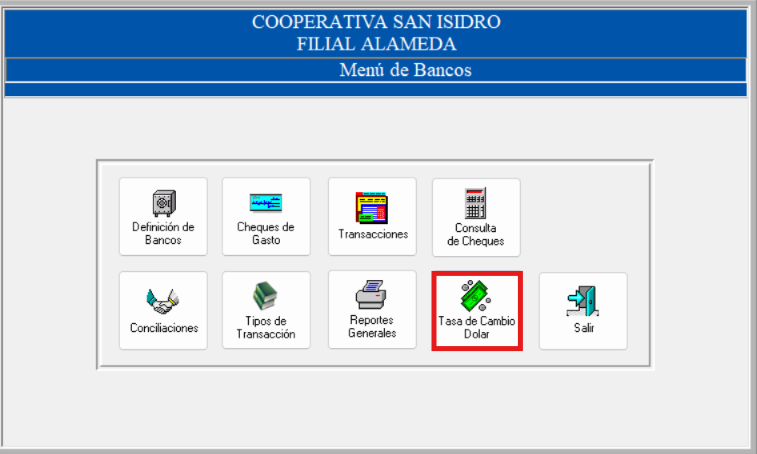 COOPERATIVA SAN ISIDRO
FILIAL ALAMEDA
Menú de Bancos
Definición de
Bancos
Cheques de
Gasto
Transacciones
Consulta
de Cheques
Conciliaciones
Tipos de
Transacción
Reportes
Generales
Tasa de Cambio
Dolar
Salir